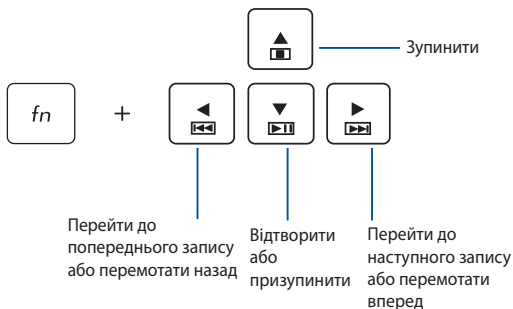 Зупинити
fn
+
Перейти до
попереднього запису
або перемотати назад
Відтворити
або
призупинити
Перейти до
наступного запису
або перемотати
вперед